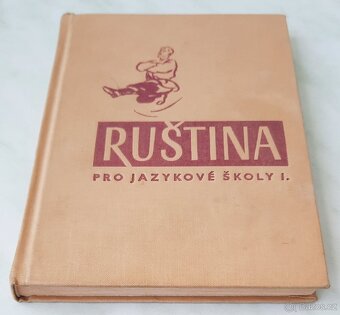 RUŠTINA
PRO JAZYKOVÉ ŠKOLY I.